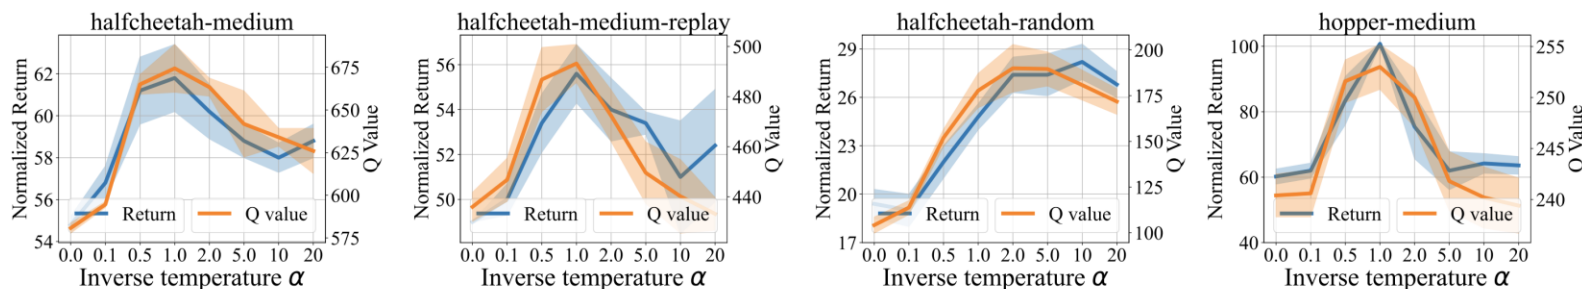 halfcheetah-medium
Normalized Return
62
60
58
56
54
675
650
625
600
575
Q Value
Return
Q value
0.0 0.1 0.5 1.0 2.0 5.0 10 20
Inverse temperature α
halfcheetah-medium-replay
56
54
52
50
500
480
460
440
Q Value
Return
Q value
0.0 0.1 0.5 1.0 2.0 5.0 10 20
Inverse temperature α
halfcheetah-random
Normalized Return
29
26
23
20
17
200
175
150
125
100
Q Value
Return
Q value
0.0 0.1 0.5 1.0 2.0 5.0 10 20
Inverse temperature α
hopper-medium
Normalized Return
100
80
60
40
255
250
245
240
Q Value
Return
Q value
0.0 0.1 0.5 1.0 2.0 5.0 10 20
Inverse temperature α